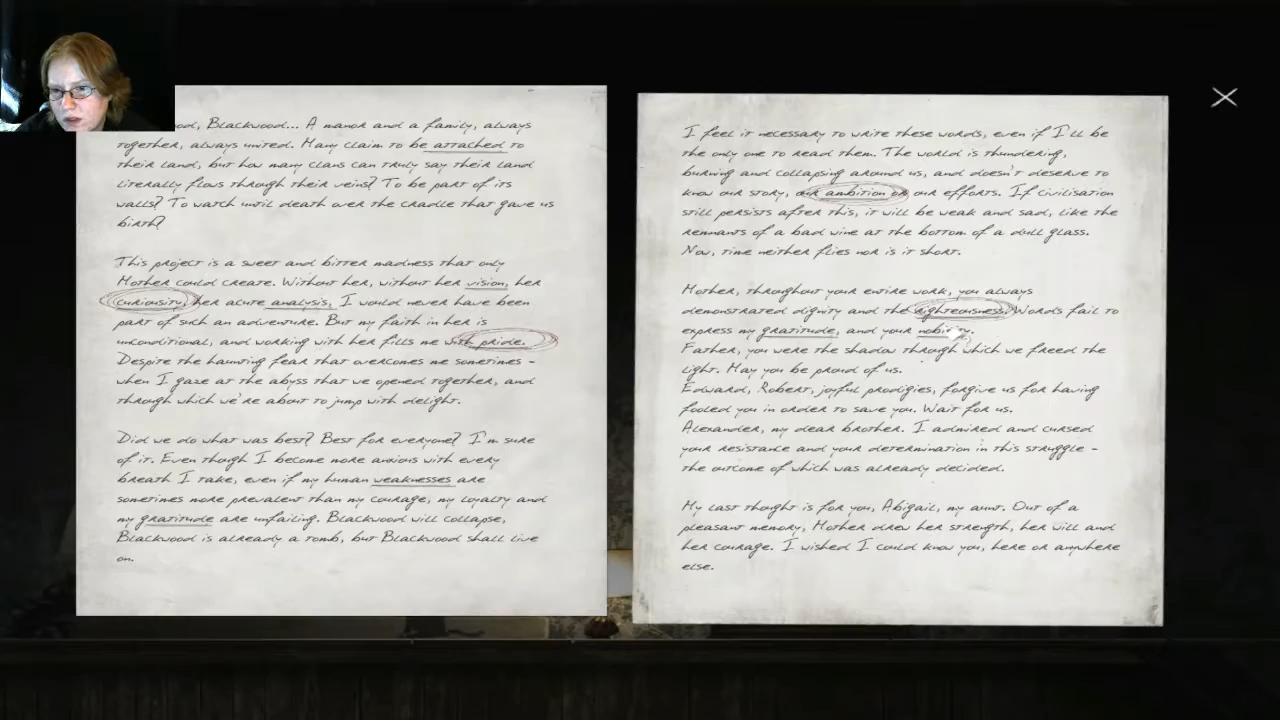 ood, Blackwood... A manor and a family, always
together, always united. Many claim to be attached to
their land, but how many clans can truly say their land
literally flows through their veins? To be part of its
walls? To watch until death over the cradle that gave us
birth?
This project is a sweet and bitter madness that only
Mother could create. Without her, without her vision, her
curiousity, her acute analysis, I would never have been
part of such an adventure. But my faith in her is
unconditional, and working with her fills me with pride.
Despite the haunting fear that overcomes me sometimes -
when I gaze at the abyss that we opened together, and
through which we're about to jump with delight.
Did we do what was best? Best for everyone? I'm sure
of it. Even though I become more anxious with every
breath I take, even if my human weaknesses are
sometimes more prevalent than my courage, my loyalty and
my gratitude are unfailing. Blackwood will collapse,
Blackwood is already a tomb, but Blackwood shall live
on.
I feel it necessary to write these words, even if I'll be
the only one to read them. The world is thundering,
burning and collapsing around us, and doesn't deserve to
know our story, our ambition or our efforts. If civilisation
still persists after this, it will be weak and sad, like the
remnants of a bad wine at the bottom of a dull glass.
Now, time neither flies nor is it short.
Mother, throughout your entire work, you always
demonstrated dignity and the righteousness. Words fail to
express my gratitude, and your nobility.
Father, you were the shadow through which we freed the
light. May you be proud of us.
Edward, Robert, joyful prodigies, forgive us for having
fooled you in order to save you. Wait for us.
Alexander, my dear brother. I admired and cursed
your resistance and your determination in this struggle -
the outcome of which was already decided.
My last thought is for you, Abigail, my aunt. Out of a
pleasant memory, Mother drew her strength, her will and
her courage. I wished I could know you, here or anywhere
else.